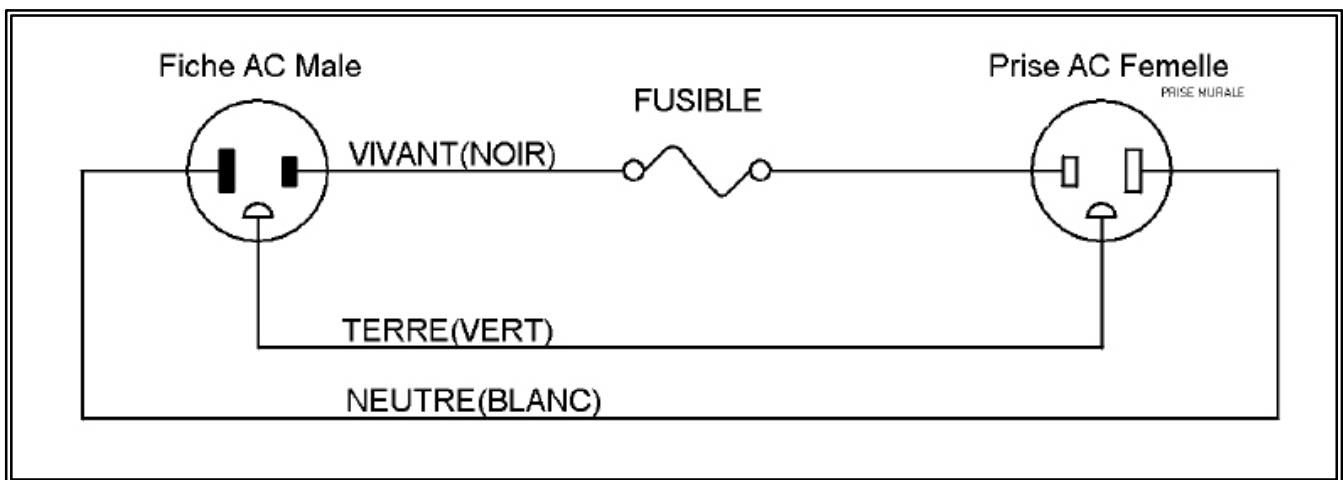 Fiche AC Male
Prise AC Femelle
PRISE MURALE
FUSIBLE
VIVANT(NOIR)
TERRE(VERT)
NEUTRE(BLANC)